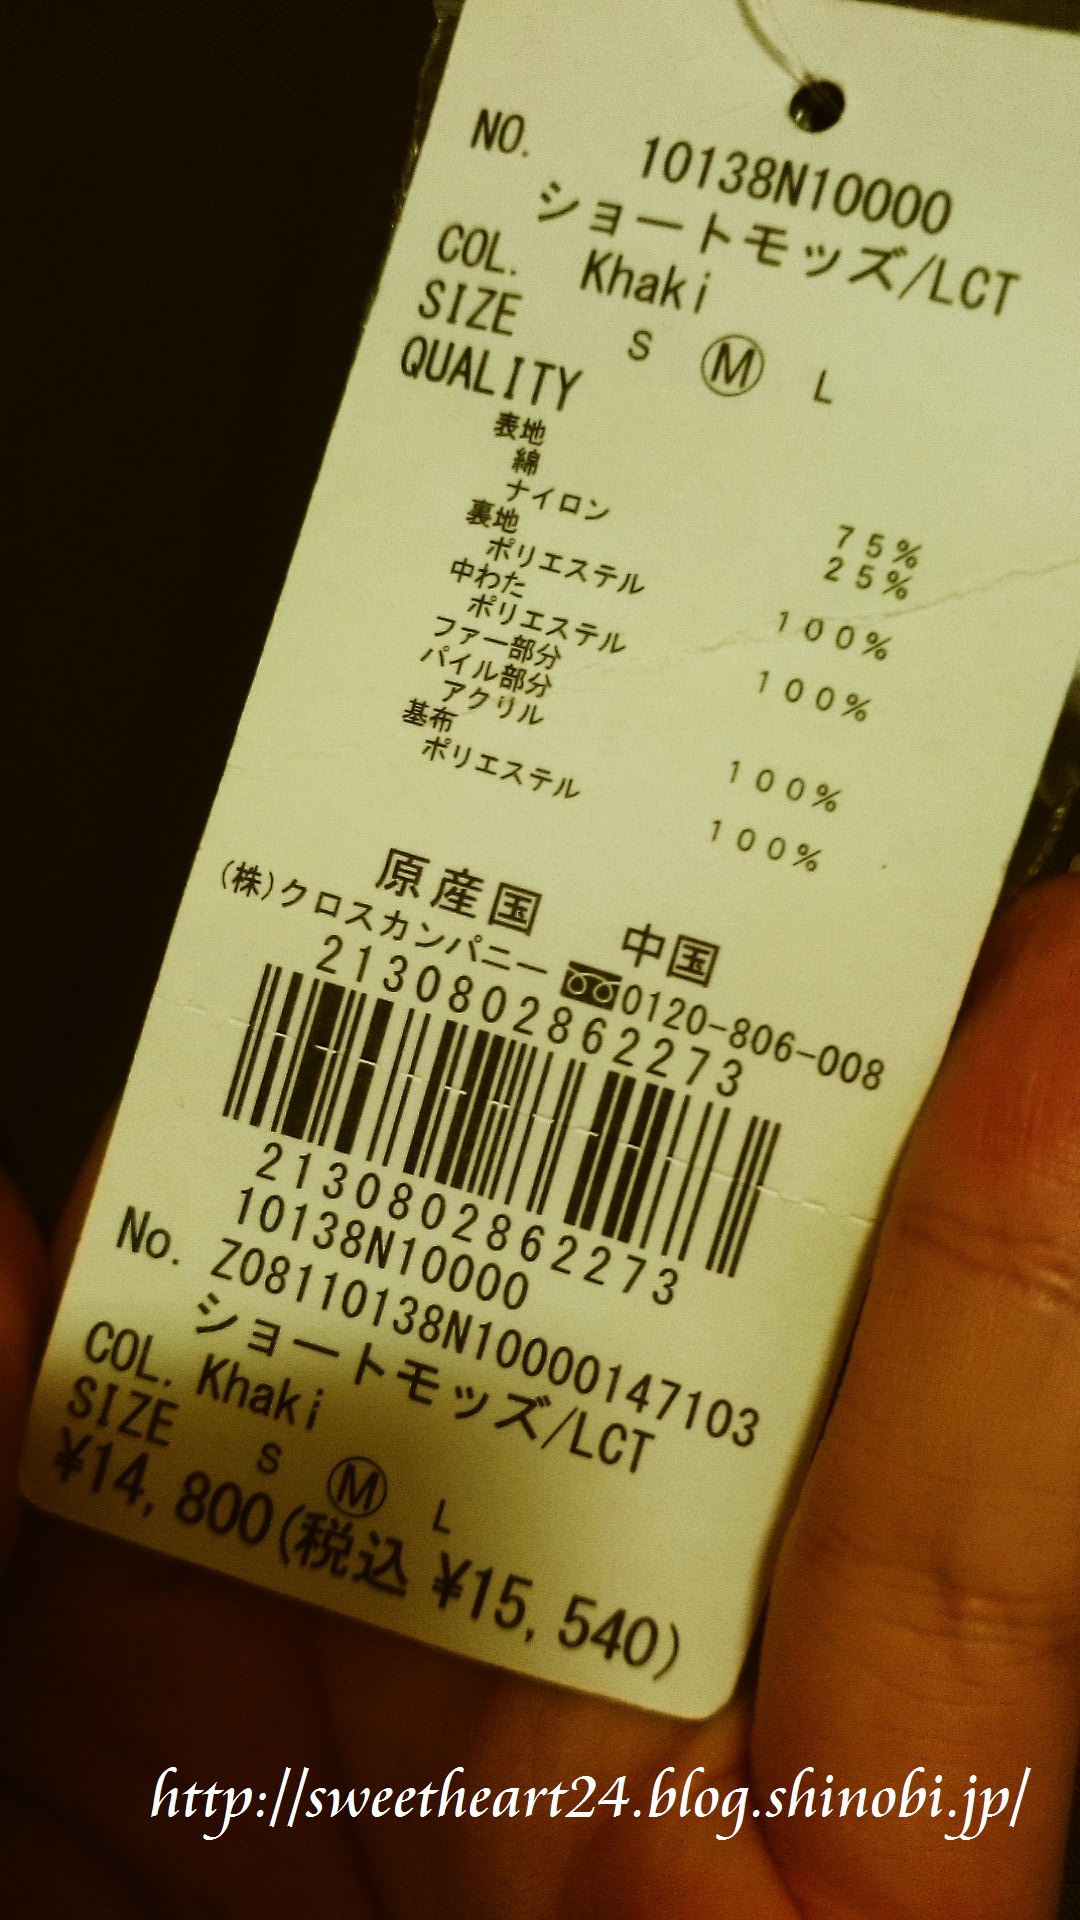 NO. 10138N10000
ショートモッズ/LCT
COL. Khaki
SIZE S Ⓜ L
QUALITY
表地
綿 75%
ナイロン 25%
裏地
ポリエステル 100%
中わた
ポリエステル 100%
ファー部分
パイル部分
アクリル 100%
基布
ポリエステル 100%
原産国 中国
(株)クロスカンパニー 0120-806-008
2130802862273
2130802862273
10138N10000
No. Z08110138N10000147103
ショートモッズ/LCT
COL. Khaki
SIZE S Ⓜ L
¥14,800(税込 ¥15,540)
http://sweetheart24.blog.shinobi.jp/